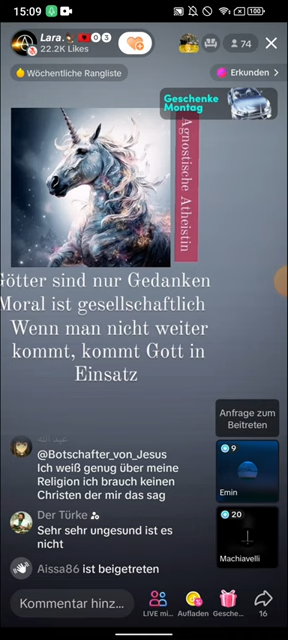 15:09
100
Lara.
0 3
22.2K Likes
74
Wöchentliche Rangliste
Erkunden >
Geschenke
Montag
Agnostische Atheistin
Götter sind nur Gedanken
Moral ist gesellschaftlich
Wenn man nicht weiter
kommt, kommt Gott in
Einsatz
Anfrage zum
Beitreten
@Botschafter_von_Jesus
Ich weiß genug über meine
Religion ich brauch keinen
Christen der mir das sag
9
Emin
Der Türke
Sehr sehr ungesund ist es
nicht
20
Machiavelli
Aissa86 ist beigetreten
Kommentar hinz...
LIVE mi...
Aufladen
Gesche...
16